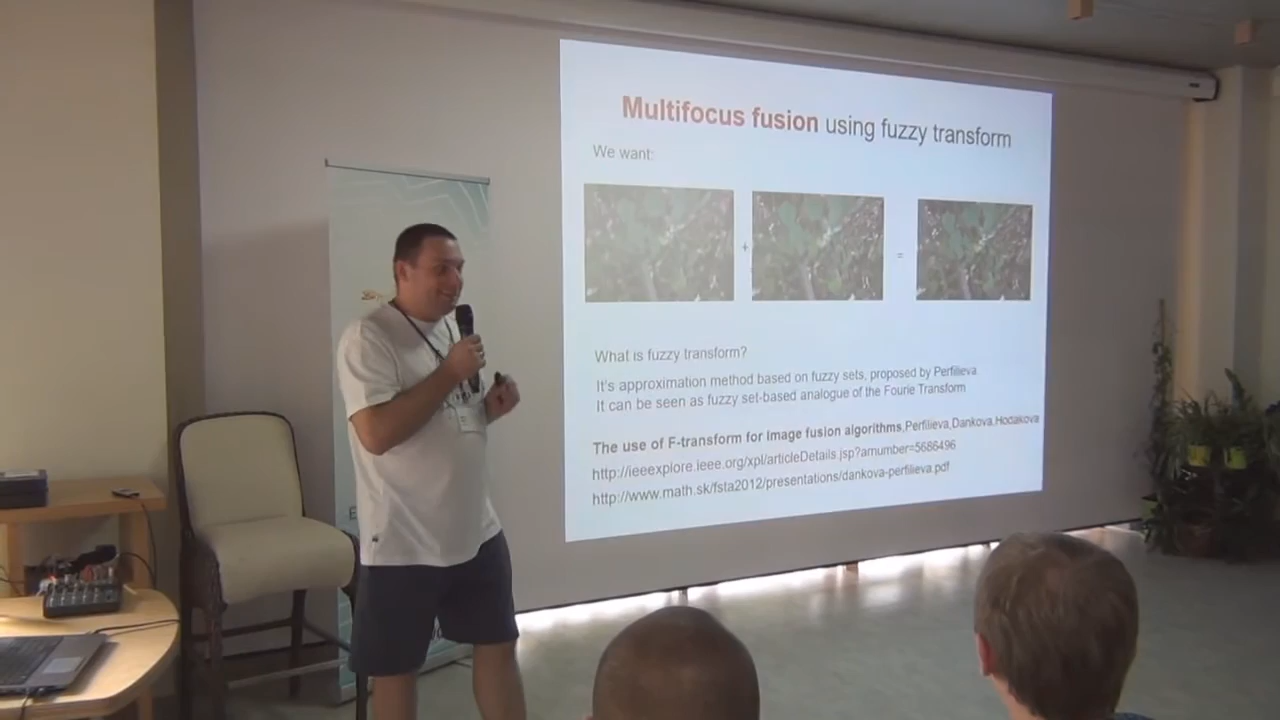 Multifocus fusion using fuzzy transform
We want:
+
=
What is fuzzy transform?
It's approximation method based on fuzzy sets, proposed by Perfilieva
It can be seen as fuzzy set-based analogue of the Fourie Transform
The use of F-transform for image fusion algorithms,Perfilieva,Dankova,Hodakova
http://ieeexplore.ieee.org/xpl/articleDetails.jsp?arnumber=5686496
http://www.math.sk/fsta2012/presentations/dankova-perfilieva.pdf